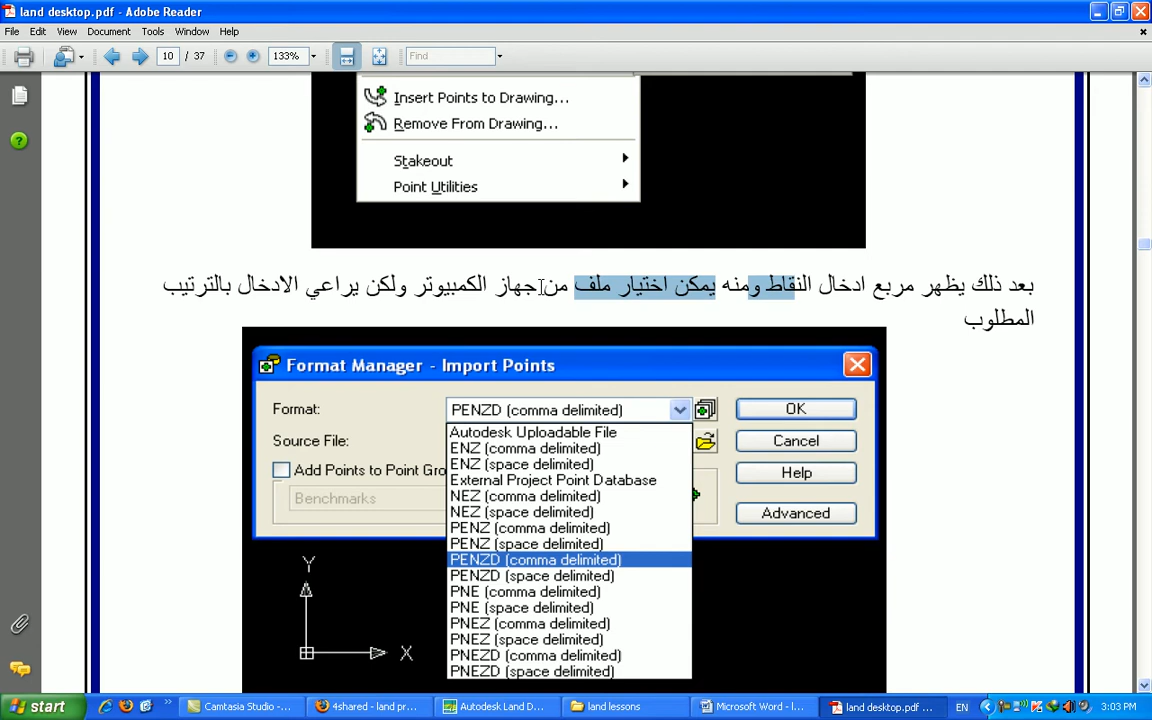 land desktop.pdf - Adobe Reader
File Edit View Document Tools Window Help
10 / 37 133% Find
Insert Points to Drawing...
Remove From Drawing...
Stakeout
Point Utilities
بعد ذلك يظهر مربع ادخال النقاط ومنه يمكن اختيار ملف من جهاز الكمبيوتر ولكن يراعي الادخال بالترتيب
المطلوب
Format Manager - Import Points
Format: PENZD (comma delimited) OK
Source File: Cancel
Add Points to Point Gro Help
Benchmarks
Advanced
Autodesk Uploadable File
ENZ (comma delimited)
ENZ (space delimited)
External Project Point Database
NEZ (comma delimited)
NEZ (space delimited)
PENZ (comma delimited)
PENZ (space delimited)
PENZD (comma delimited)
PENZD (space delimited)
PNE (comma delimited)
PNE (space delimited)
PNEZ (comma delimited)
PNEZ (space delimited)
PNEZD (comma delimited)
PNEZD (space delimited)
Y
X
start Camtasia Studio -... 4shared - land pr... Autodesk Land D... land lessons Microsoft Word - l... land desktop.pdf ... EN 3:03 PM